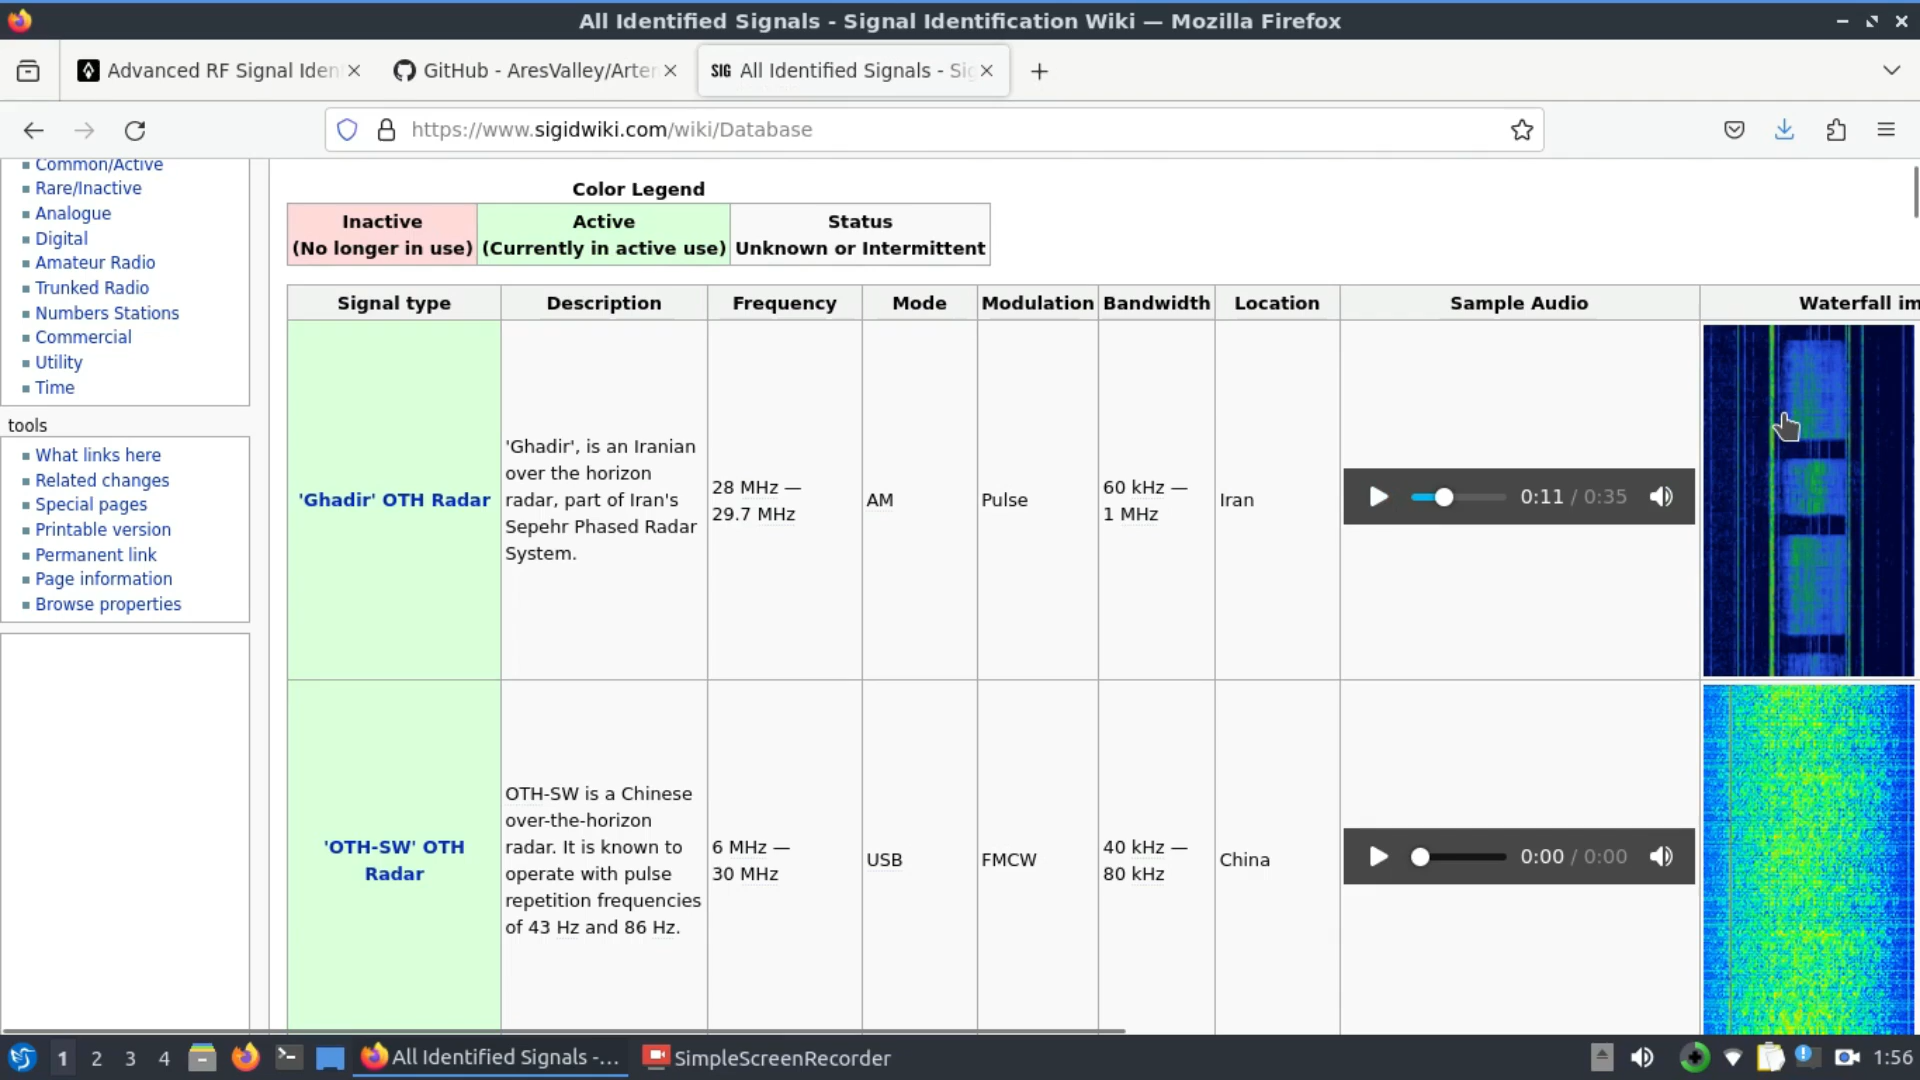 All Identified Signals - Signal Identification Wiki — Mozilla Firefox
Advanced RF Signal Iden
GitHub - AresValley/Arte
SIG All Identified Signals - Si
https://www.sigidwiki.com/wiki/Database
Common/Active
Rare/Inactive
Analogue
Digital
Amateur Radio
Trunked Radio
Numbers Stations
Commercial
Utility
Time
tools
What links here
Related changes
Special pages
Printable version
Permanent link
Page information
Browse properties
Color Legend
Inactive
(No longer in use)
Active
(Currently in active use)
Status
Unknown or Intermittent
Signal type
Description
Frequency
Mode
Modulation
Bandwidth
Location
Sample Audio
Waterfall im
'Ghadir' OTH Radar
'Ghadir', is an Iranian
over the horizon
radar, part of Iran's
Sepehr Phased Radar
System.
28 MHz —
29.7 MHz
AM
Pulse
60 kHz —
1 MHz
Iran
0:11 / 0:35
'OTH-SW' OTH
Radar
OTH-SW is a Chinese
over-the-horizon
radar. It is known to
operate with pulse
repetition frequencies
of 43 Hz and 86 Hz.
6 MHz —
30 MHz
USB
FMCW
40 kHz —
80 kHz
China
0:00 / 0:00
1
2
3
4
All Identified Signals -...
SimpleScreenRecorder
1:56